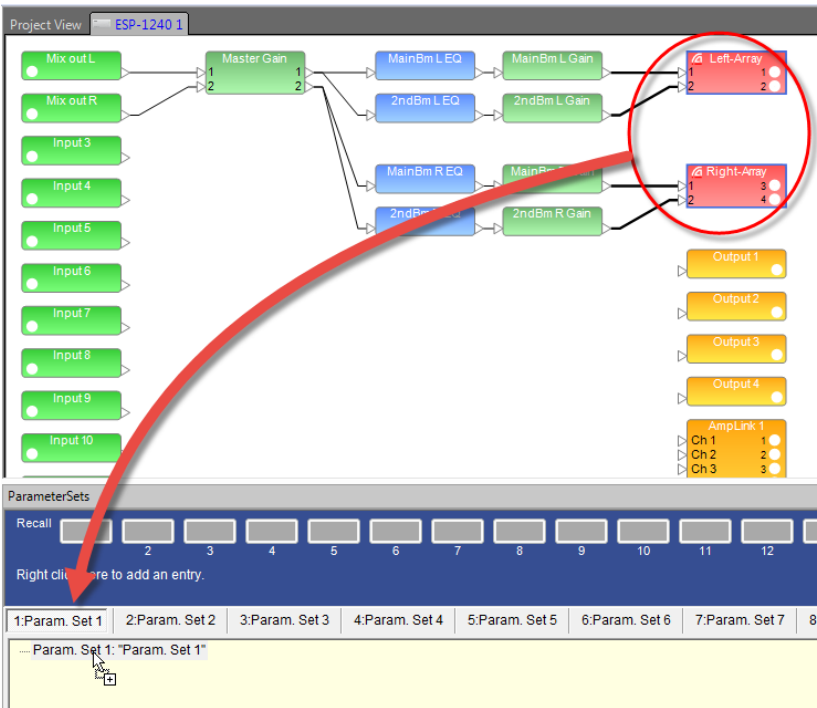 Project View ESP-1240 1
Mix out L
Master Gain
1 1
2 2
MainBm L EQ
MainBm L Gain
Left-Array
1 1
2 2
Mix out R
2ndBm L EQ
2ndBm L Gain
Input 3
Input 4
MainBm R EQ
Right-Array
1 3
2 4
Input 5
2ndBm R Gain
Input 6
Output 1
Input 7
Output 2
Input 8
Output 3
Input 9
Output 4
Input 10
AmpLink 1
Ch 1 1
Ch 2 2
Ch 3 3
ParameterSets
Recall
2 3 4 5 6 7 8 9 10 11 12
Right to add an entry.
1:Param. Set 1 2:Param. Set 2 3:Param. Set 3 4:Param. Set 4 5:Param. Set 5 6:Param. Set 6 7:Param. Set 7 8
Param. Set 1: "Param. Set 1"